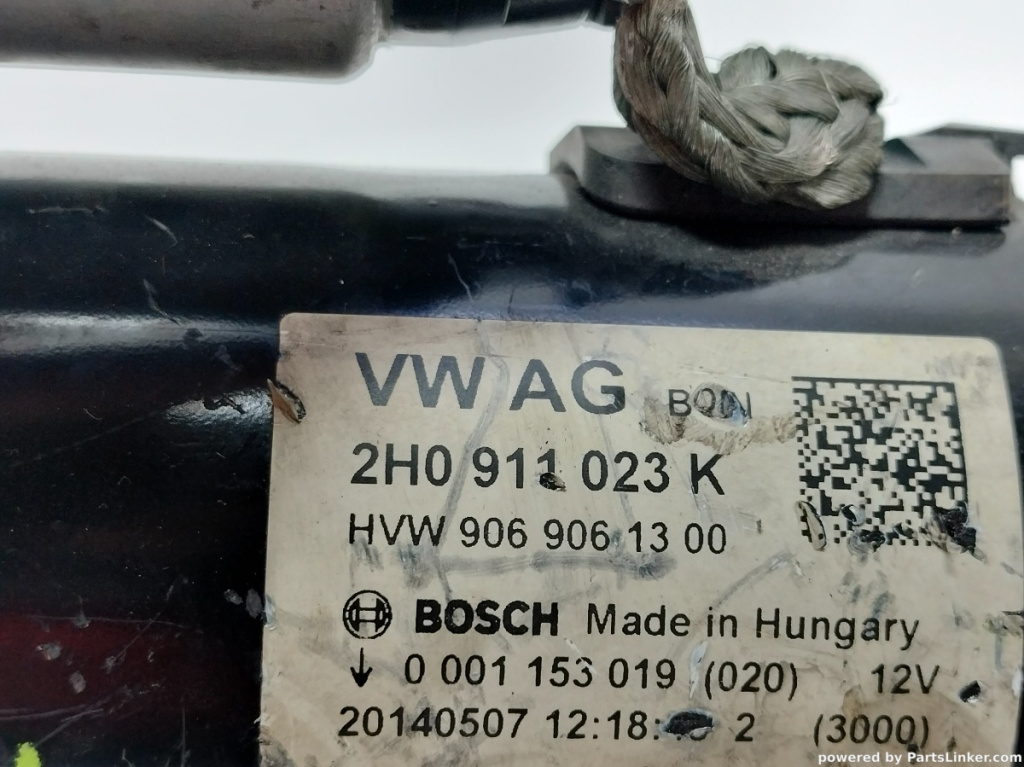 VW AG
2H0 911 023 K
HVW 906 906 13 00
BOSCH Made in Hungary
0 001 153 019 (020) 12V
20140507 12:18: 2 (3000)
powered by PartsLinker.com